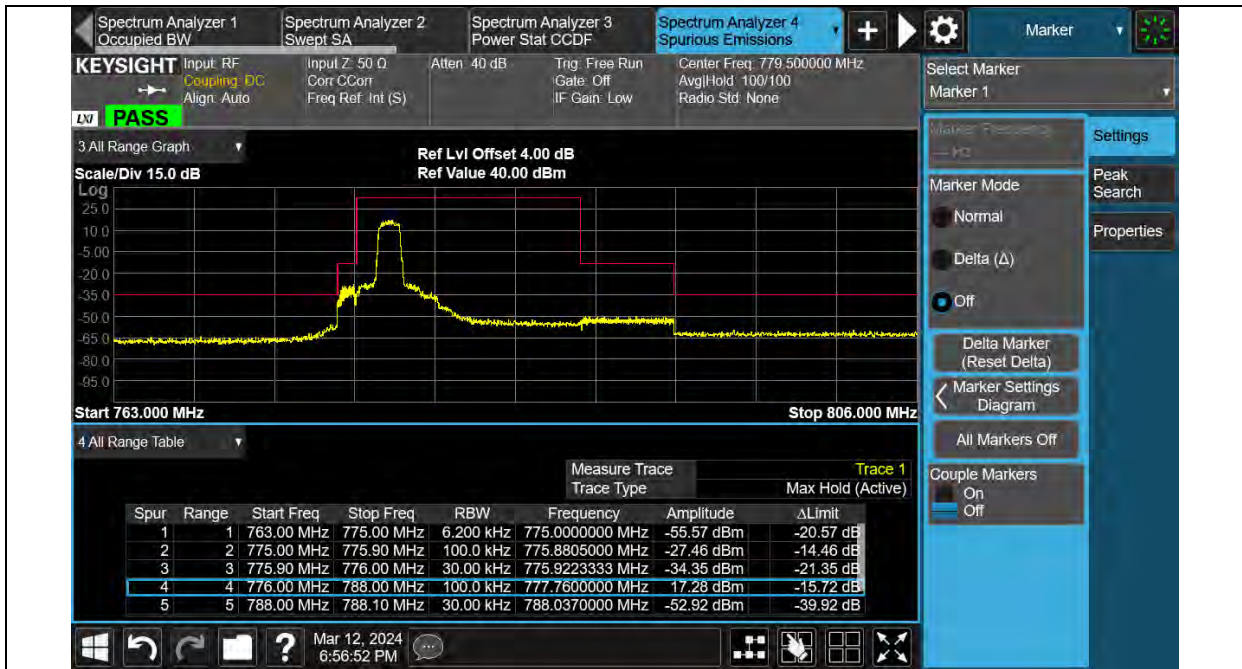 Spectrum Analyzer 1
Occupied BW
Spectrum Analyzer 2
Swept SA
Spectrum Analyzer 3
Power Stat CCDF
Spectrum Analyzer 4
Spurious Emissions
Marker
KEYSIGHT
Input: RF
Coupling: DC
Align: Auto
Input Z: 50 Ω
Corr CCorr
Freq Ref: Int (S)
Atten: 40 dB
Trig: Free Run
Gate: Off
IF Gain: Low
Center Freq: 779.500000 MHz
Avg|Hold: 100/100
Radio Std: None
LXI PASS
Select Marker
Marker 1
3 All Range Graph
Ref Lvl Offset 4.00 dB
Scale/Div 15.0 dB
Ref Value 40.00 dBm
Log
25.0
10.0
-5.00
-20.0
-35.0
-50.0
-65.0
-80.0
-95.0
Start 763.000 MHz
Stop 806.000 MHz
Marker Frequency
--- Hz
Settings
Marker Mode
Peak
Search
Normal
Properties
Delta (Δ)
Off
Delta Marker
(Reset Delta)
Marker Settings
Diagram
All Markers Off
Couple Markers
On
Off
4 All Range Table
Measure Trace Trace 1
Trace Type Max Hold (Active)
Spur Range Start Freq Stop Freq RBW Frequency Amplitude ΔLimit
1 1 763.00 MHz 775.00 MHz 6.200 kHz 775.0000000 MHz -55.57 dBm -20.57 dB
2 2 775.00 MHz 775.90 MHz 100.0 kHz 775.8805000 MHz -27.46 dBm -14.46 dB
3 3 775.90 MHz 776.00 MHz 30.00 kHz 775.9223333 MHz -34.35 dBm -21.35 dB
4 4 776.00 MHz 788.00 MHz 100.0 kHz 777.7600000 MHz 17.28 dBm -15.72 dB
5 5 788.00 MHz 788.10 MHz 30.00 kHz 788.0370000 MHz -52.92 dBm -39.92 dB
?
Mar 12, 2024
6:56:52 PM